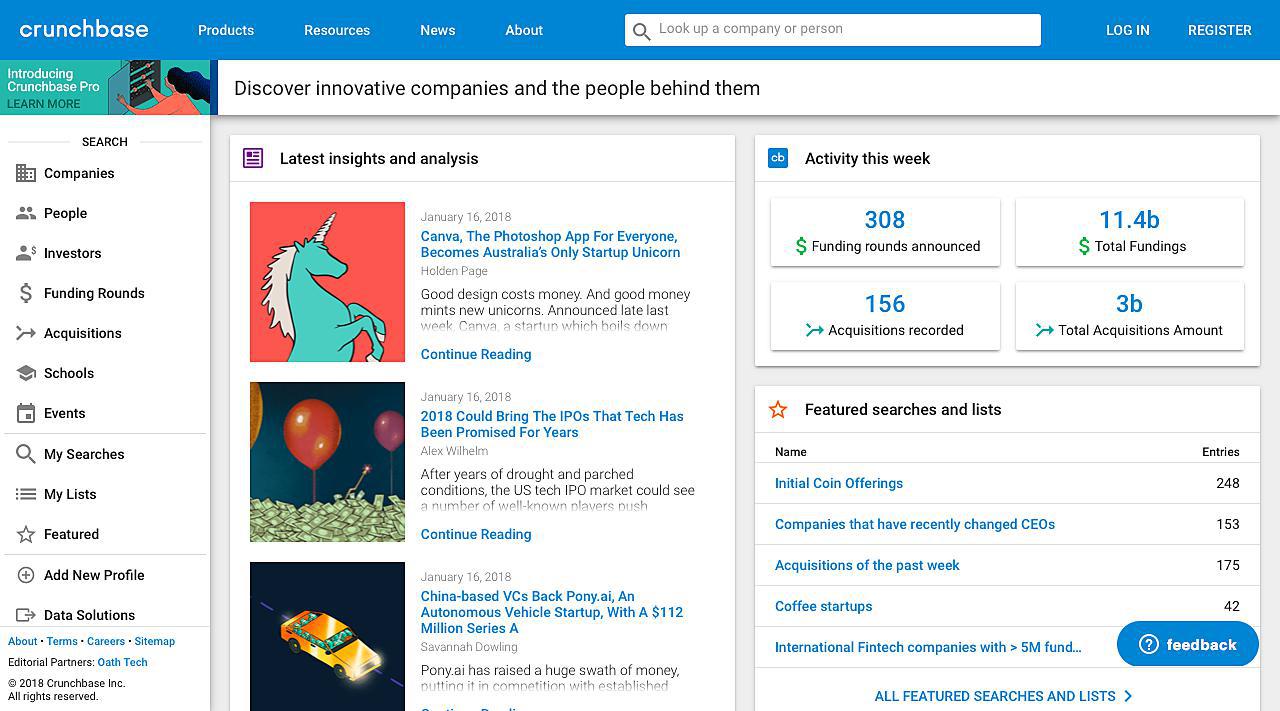 crunchbase
Products
Resources
News
About
Look up a company or person
LOG IN
REGISTER
Introducing
Crunchbase Pro
LEARN MORE
Discover innovative companies and the people behind them
SEARCH
Companies
People
Investors
Funding Rounds
Acquisitions
Schools
Events
My Searches
My Lists
Featured
Add New Profile
Data Solutions
About • Terms • Careers • Sitemap
Editorial Partners: Oath Tech
© 2018 Crunchbase Inc.
All rights reserved.
Latest insights and analysis
January 16, 2018
Canva, The Photoshop App For Everyone,
Becomes Australia's Only Startup Unicorn
Holden Page
Good design costs money. And good money
mints new unicorns. Announced late last
week, Canva, a startup which boils down
Continue Reading
January 16, 2018
2018 Could Bring The IPOs That Tech Has
Been Promised For Years
Alex Wilhelm
After years of drought and parched
conditions, the US tech IPO market could see
a number of well-known players push
Continue Reading
January 16, 2018
China-based VCs Back Pony.ai, An
Autonomous Vehicle Startup, With A $112
Million Series A
Savannah Dowling
Pony.ai has raised a huge swath of money,
putting it in competition with established
cb
Activity this week
308
$ Funding rounds announced
11.4b
$ Total Fundings
156
Acquisitions recorded
3b
Total Acquisitions Amount
Featured searches and lists
Name Entries
Initial Coin Offerings 248
Companies that have recently changed CEOs 153
Acquisitions of the past week 175
Coffee startups 42
International Fintech companies with > 5M fund...
feedback
ALL FEATURED SEARCHES AND LISTS